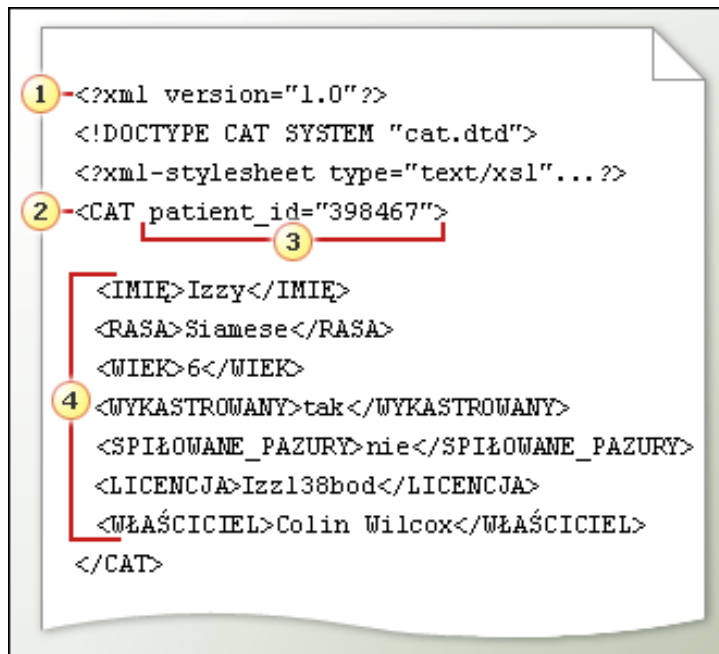 1 <?xml version="1.0"?>
<!DOCTYPE CAT SYSTEM "cat.dtd">
<?xml-stylesheet type="text/xsl"...?>
2 <CAT patient_id="398467">
3
<IMIĘ>Izzy</IMIĘ>
<RASA>Siamese</RASA>
<WIEK>6</WIEK>
4 <WYKASTROWANY>tak</WYKASTROWANY>
<SPIŁOWANE_PAZURY>nie</SPIŁOWANE_PAZURY>
<LICENCJA>Izz138bod</LICENCJA>
<WŁAŚCICIEL>Colin Wilcox</WŁAŚCICIEL>
</CAT>